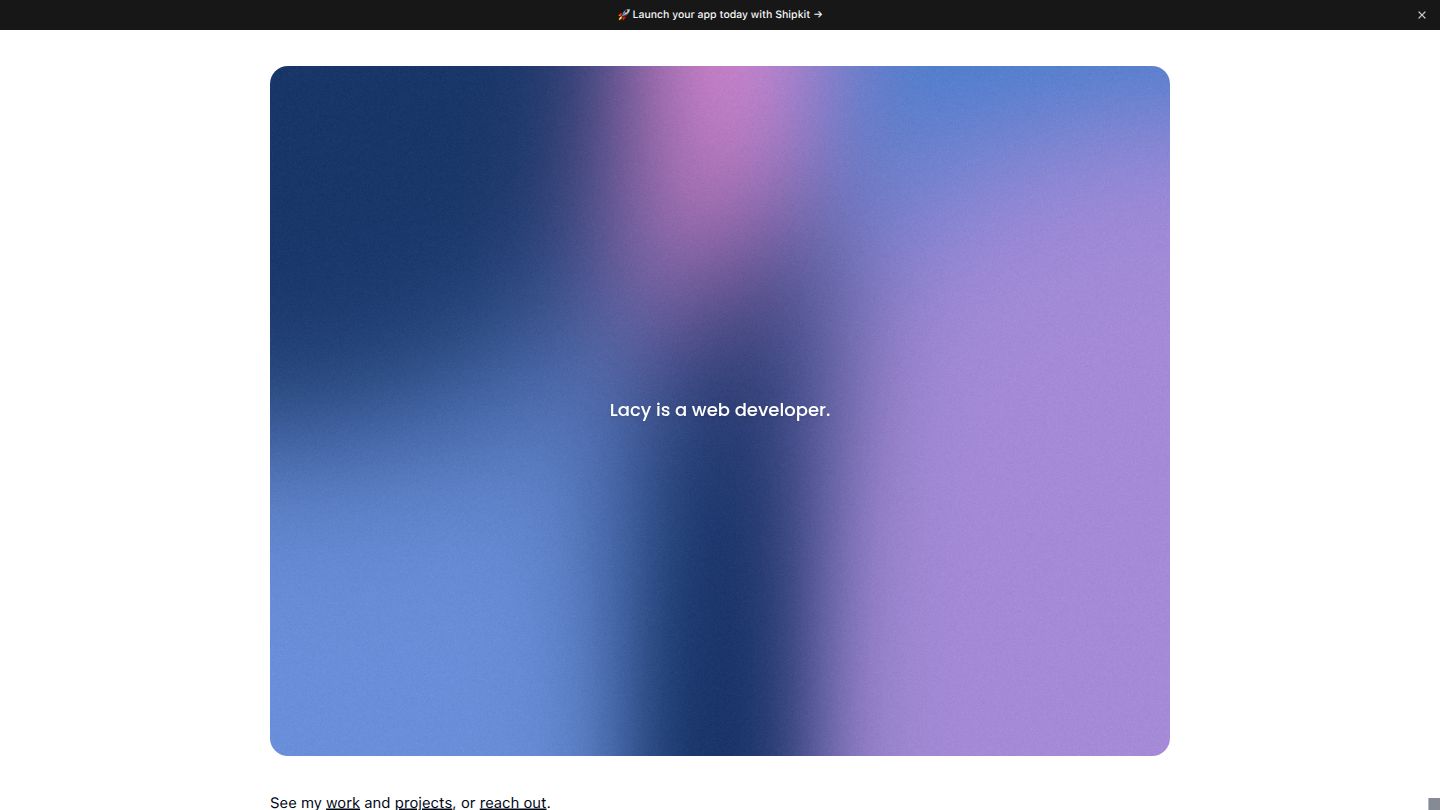 🚀 Launch your app today with Shipkit →
Lacy is a web developer.
See my work and projects, or reach out.